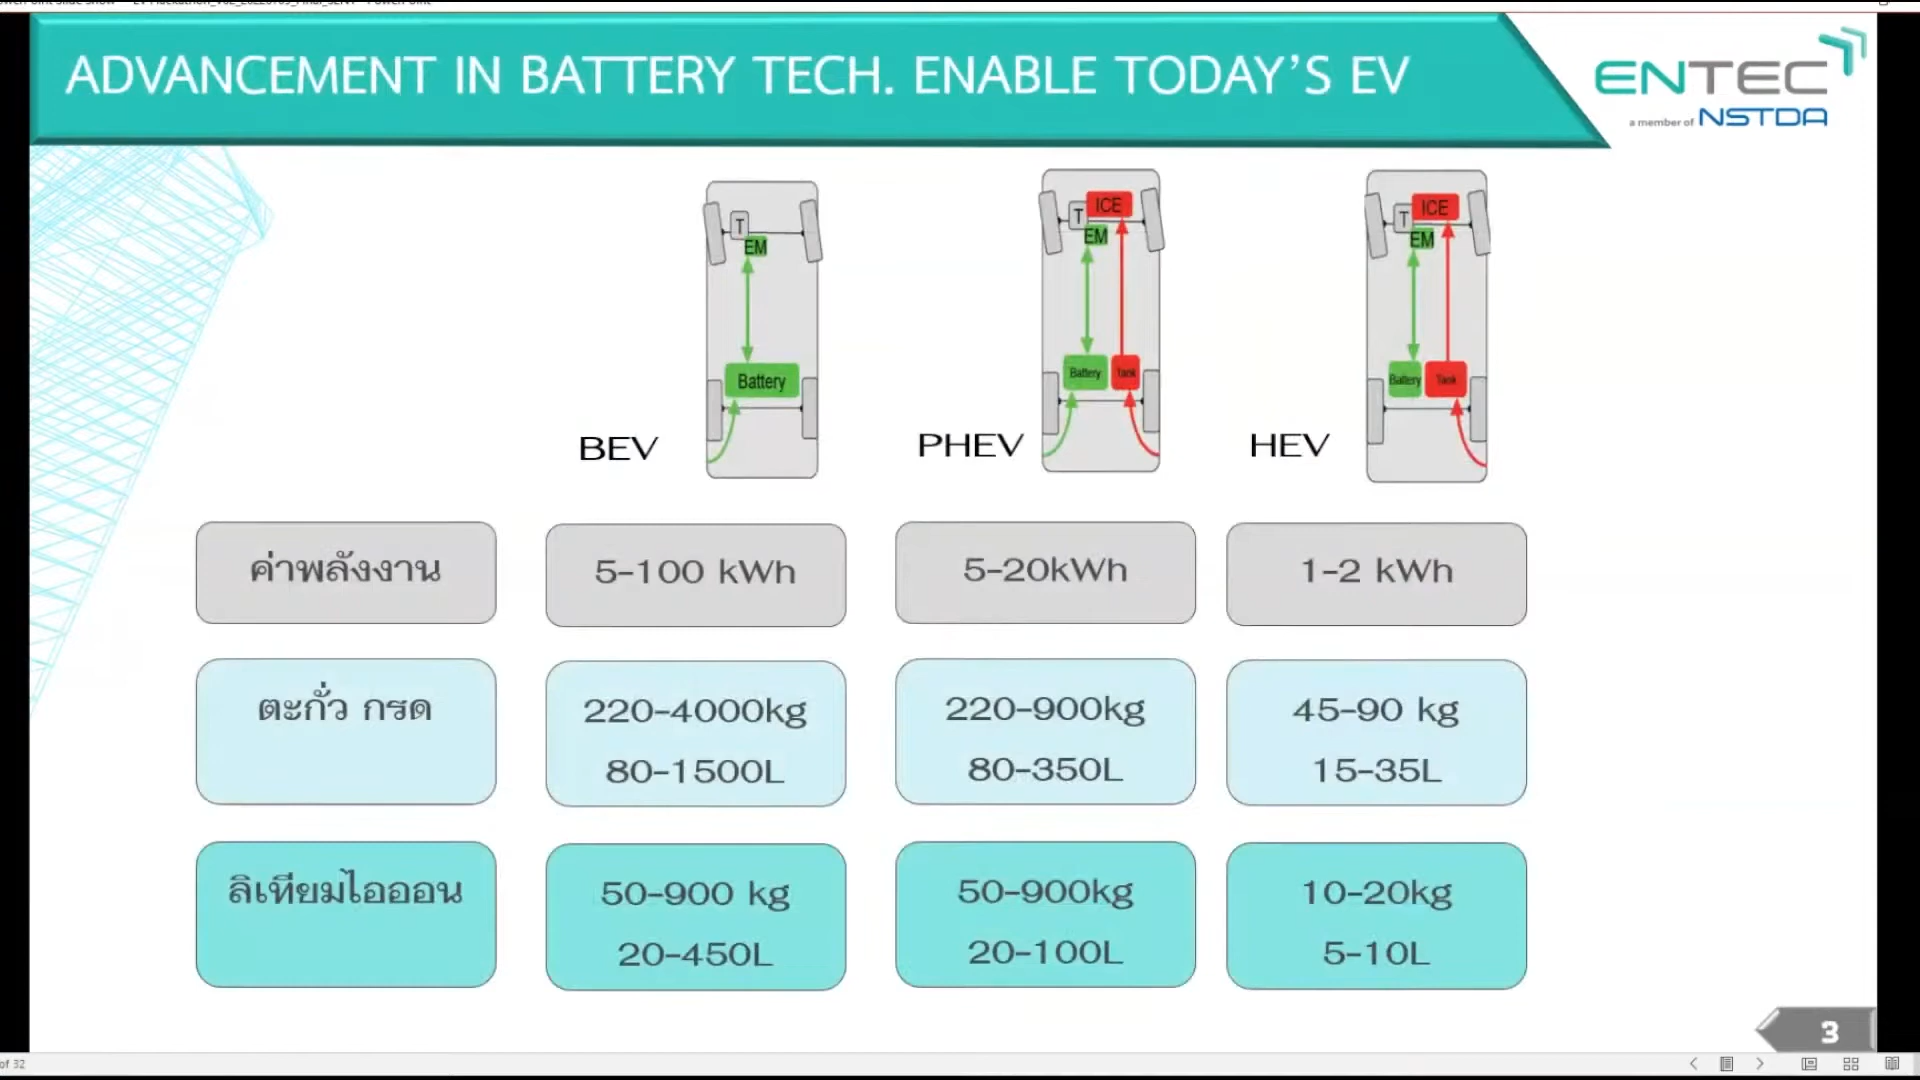 ADVANCEMENT IN BATTERY TECH. ENABLE TODAY'S EV
ENTEC
a member of NSTDA
T
EM
Battery
BEV
T
ICE
EM
Battery
Tank
PHEV
T
ICE
EM
Battery
Tank
HEV
ค่าพลังงาน
5-100 kWh
5-20kWh
1-2 kWh
ตะกั่ว กรด
220-4000kg
80-1500L
220-900kg
80-350L
45-90 kg
15-35L
ลิเทียมไอออน
50-900 kg
20-450L
50-900kg
20-100L
10-20kg
5-10L
3
of 32